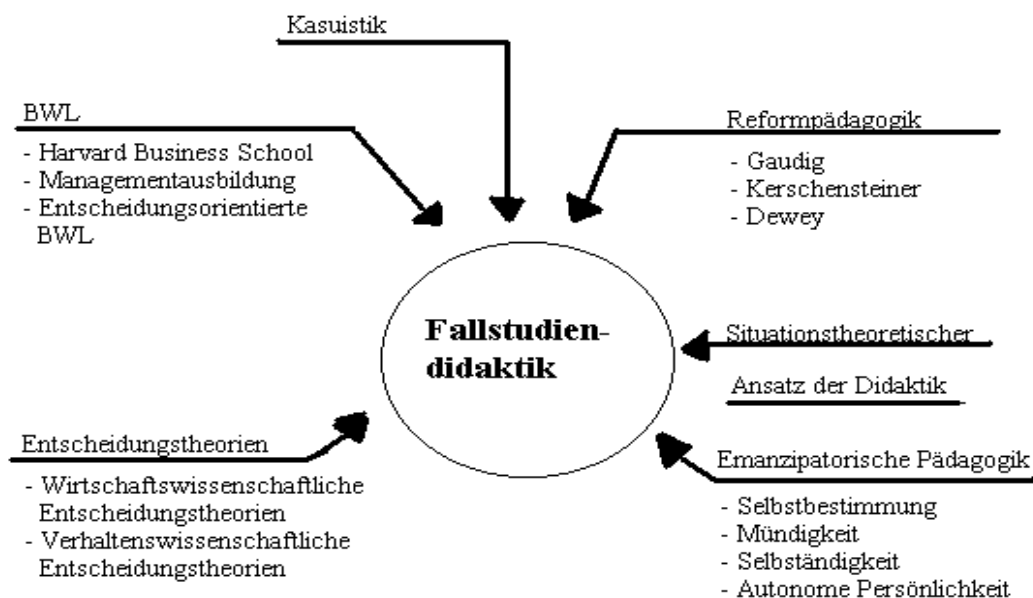 Kasuistik
BWL
- Harvard Business School
- Managementausbildung
- Entscheidungsorientierte
BWL
Reformpädagogik
- Gaudig
- Kerschensteiner
- Dewey
Fallstudien-
didaktik
Situationstheoretischer
Ansatz der Didaktik
Entscheidungstheorien
- Wirtschaftswissenschaftliche
Entscheidungstheorien
- Verhaltenswissenschaftliche
Entscheidungstheorien
Emanzipatorische Pädagogik
- Selbstbestimmung
- Mündigkeit
- Selbständigkeit
- Autonome Persönlichkeit